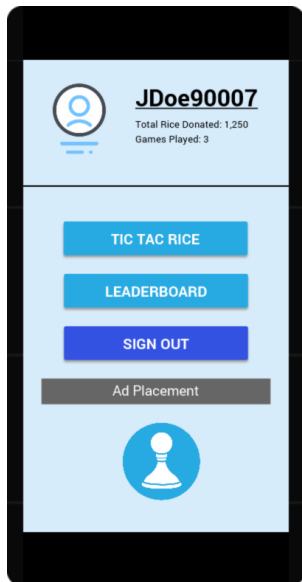 JDoe90007
Total Rice Donated: 1,250
Games Played: 3
TIC TAC RICE
LEADERBOARD
SIGN OUT
Ad Placement